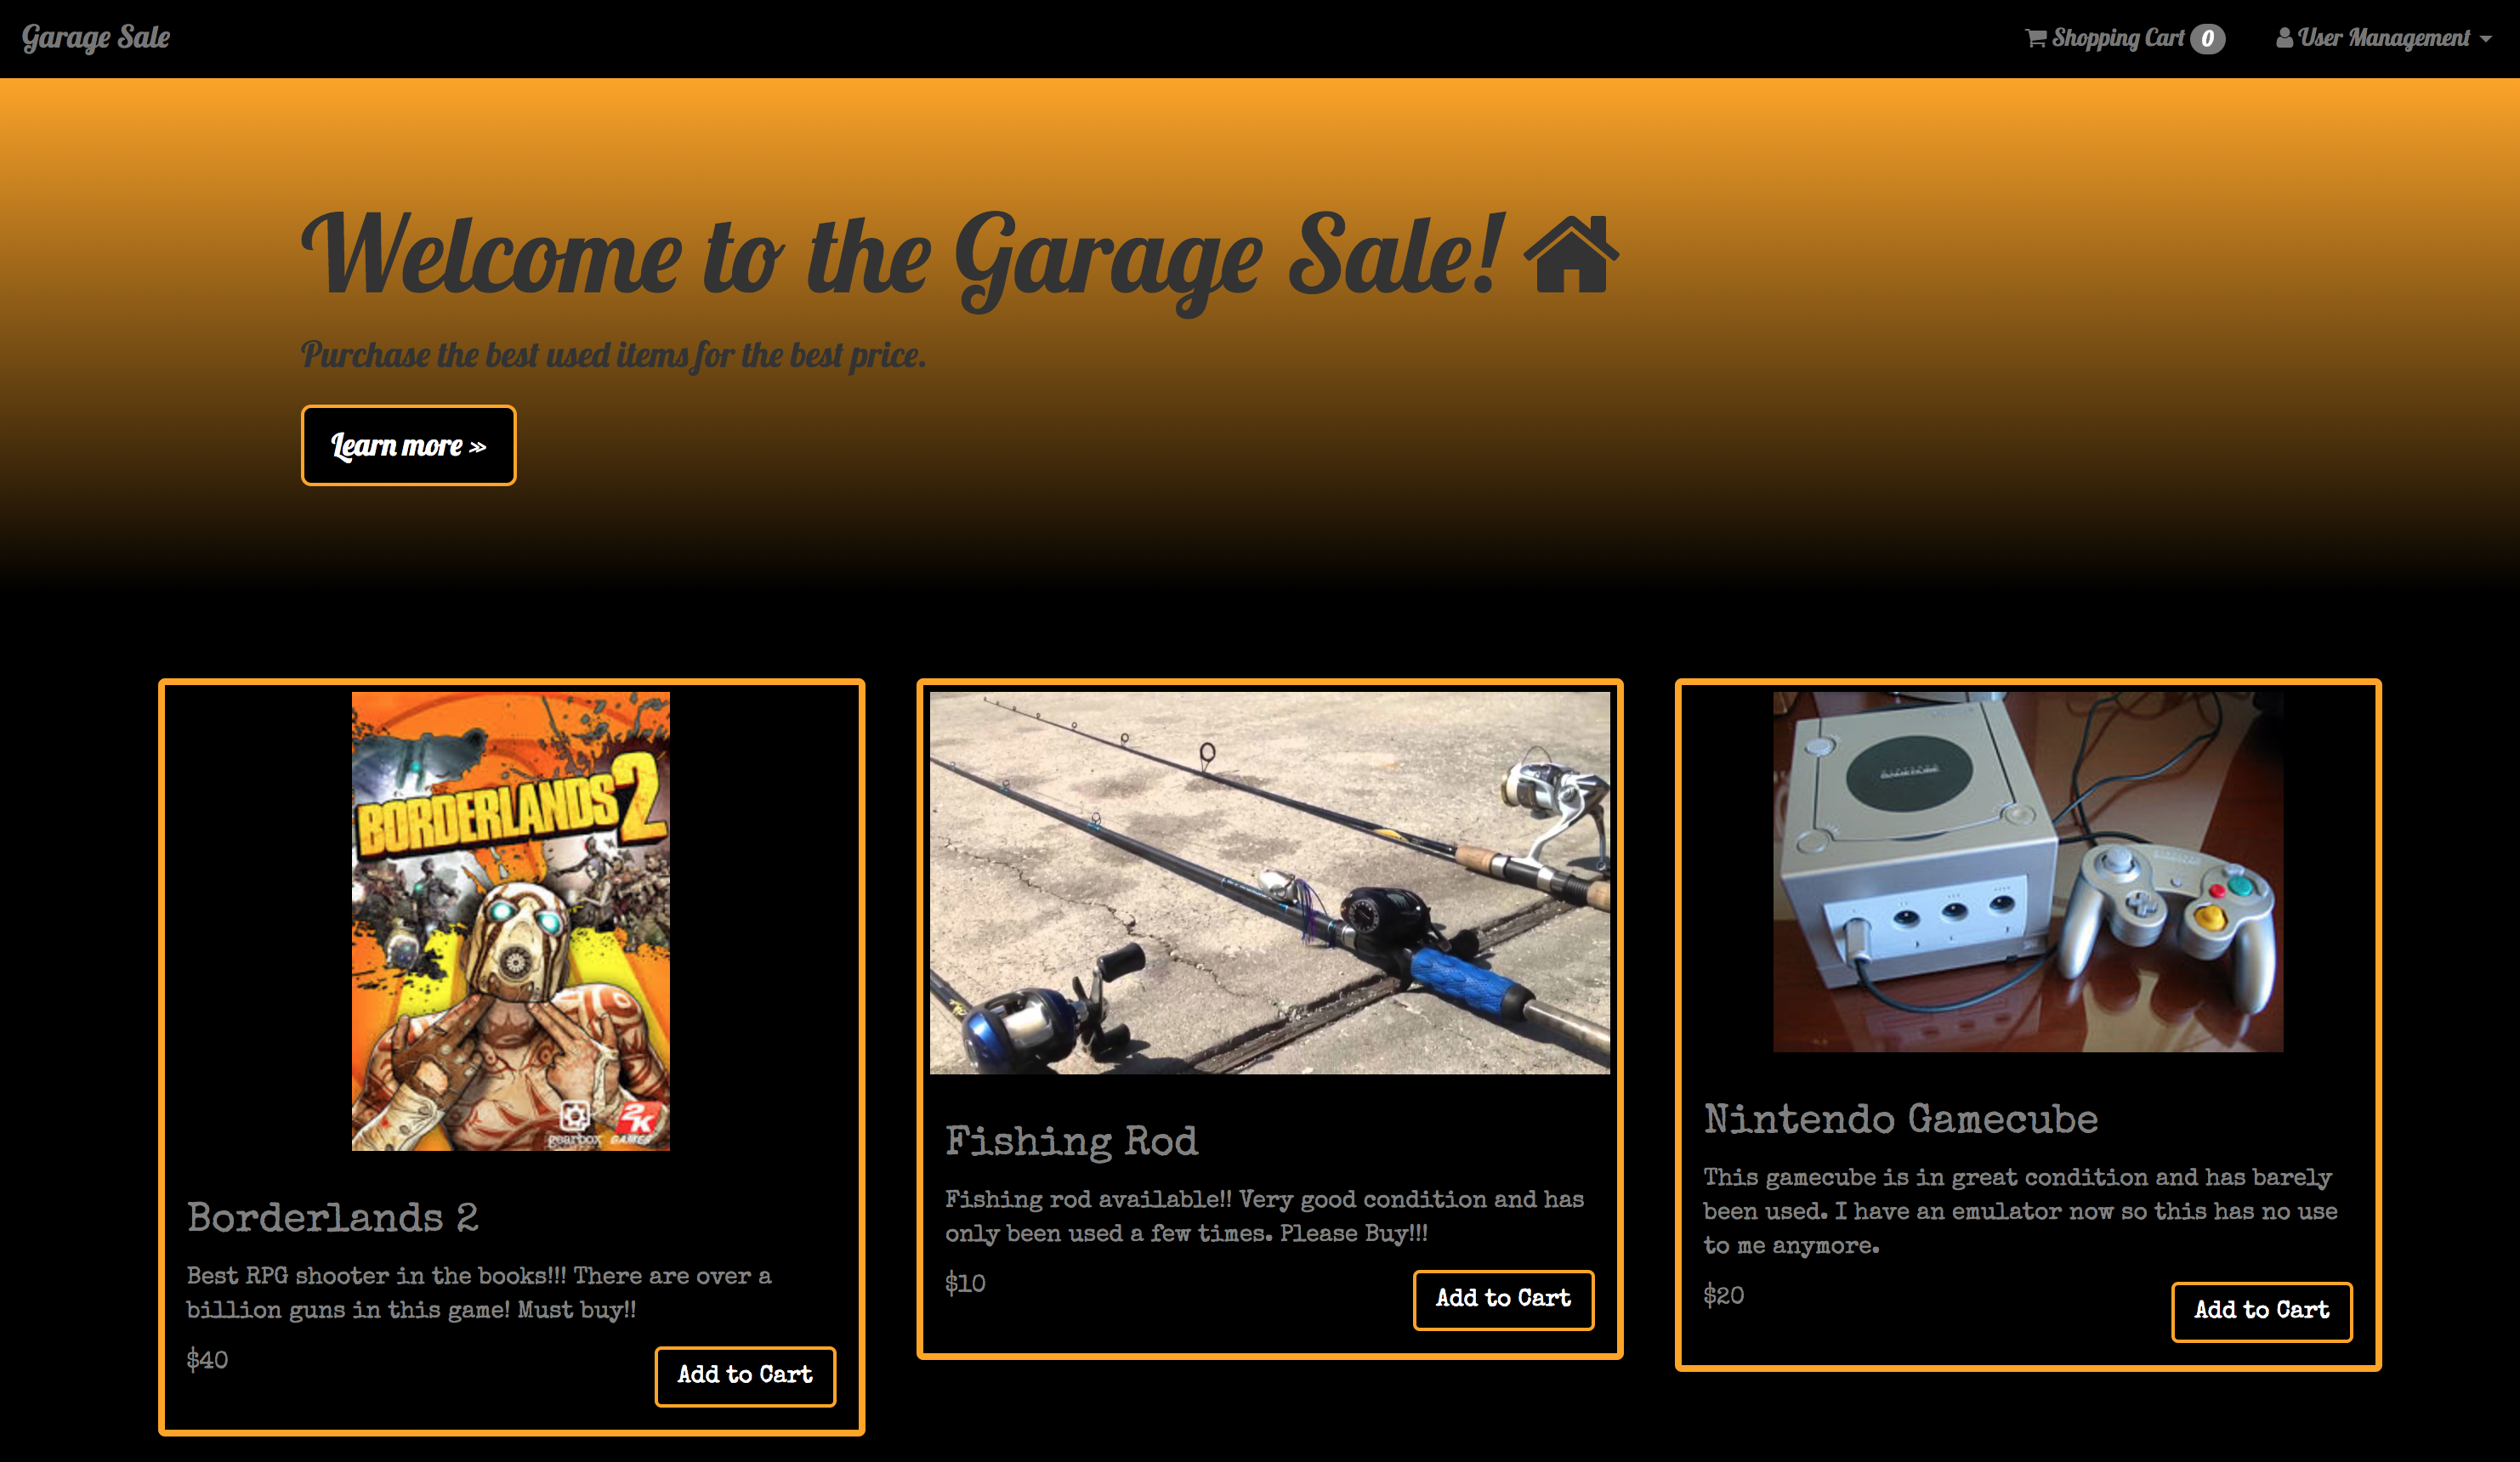 Garage Sale
Shopping Cart 0
User Management
Welcome to the Garage Sale!
Purchase the best used items for the best price.
Learn more »
BORDERLANDS 2
gearbox
2K
GAMES
Borderlands 2
Best RPG shooter in the books!!! There are over a
billion guns in this game! Must buy!!
$40
Add to Cart
Fishing Rod
Fishing rod available!! Very good condition and has
only been used a few times. Please Buy!!!
$10
Add to Cart
Nintendo Gamecube
This gamecube is in great condition and has barely
been used. I have an emulator now so this has no use
to me anymore.
$20
Add to Cart